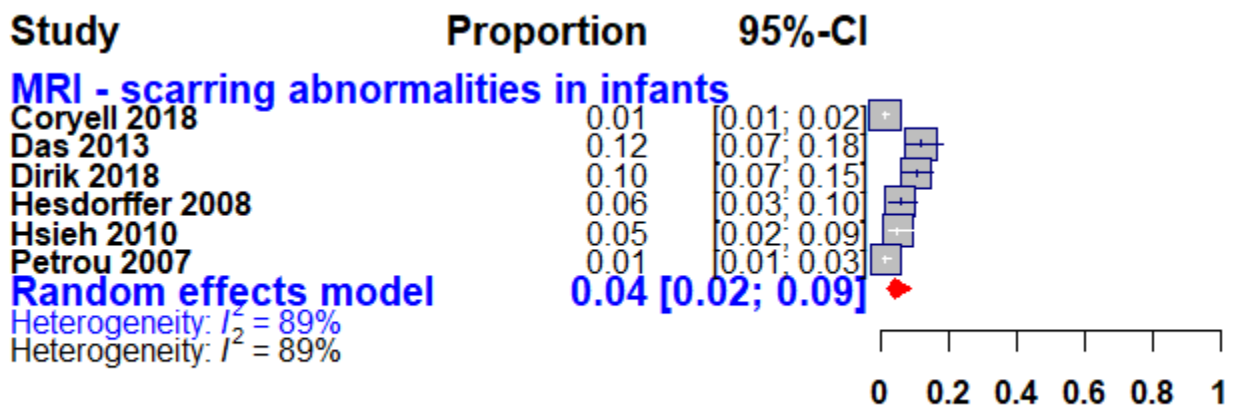 Study Proportion 95%-CI
MRI - scarring abnormalities in infants
Coryell 2018 0.01 [0.01; 0.02]
Das 2013 0.12 [0.07; 0.18]
Dirik 2018 0.10 [0.07; 0.15]
Hesdorffer 2008 0.06 [0.03; 0.10]
Hsieh 2010 0.05 [0.02; 0.09]
Petrou 2007 0.01 [0.01; 0.03]
Random effects model 0.04 [0.02; 0.09]
Heterogeneity: I² = 89%
Heterogeneity: I² = 89%
0 0.2 0.4 0.6 0.8 1